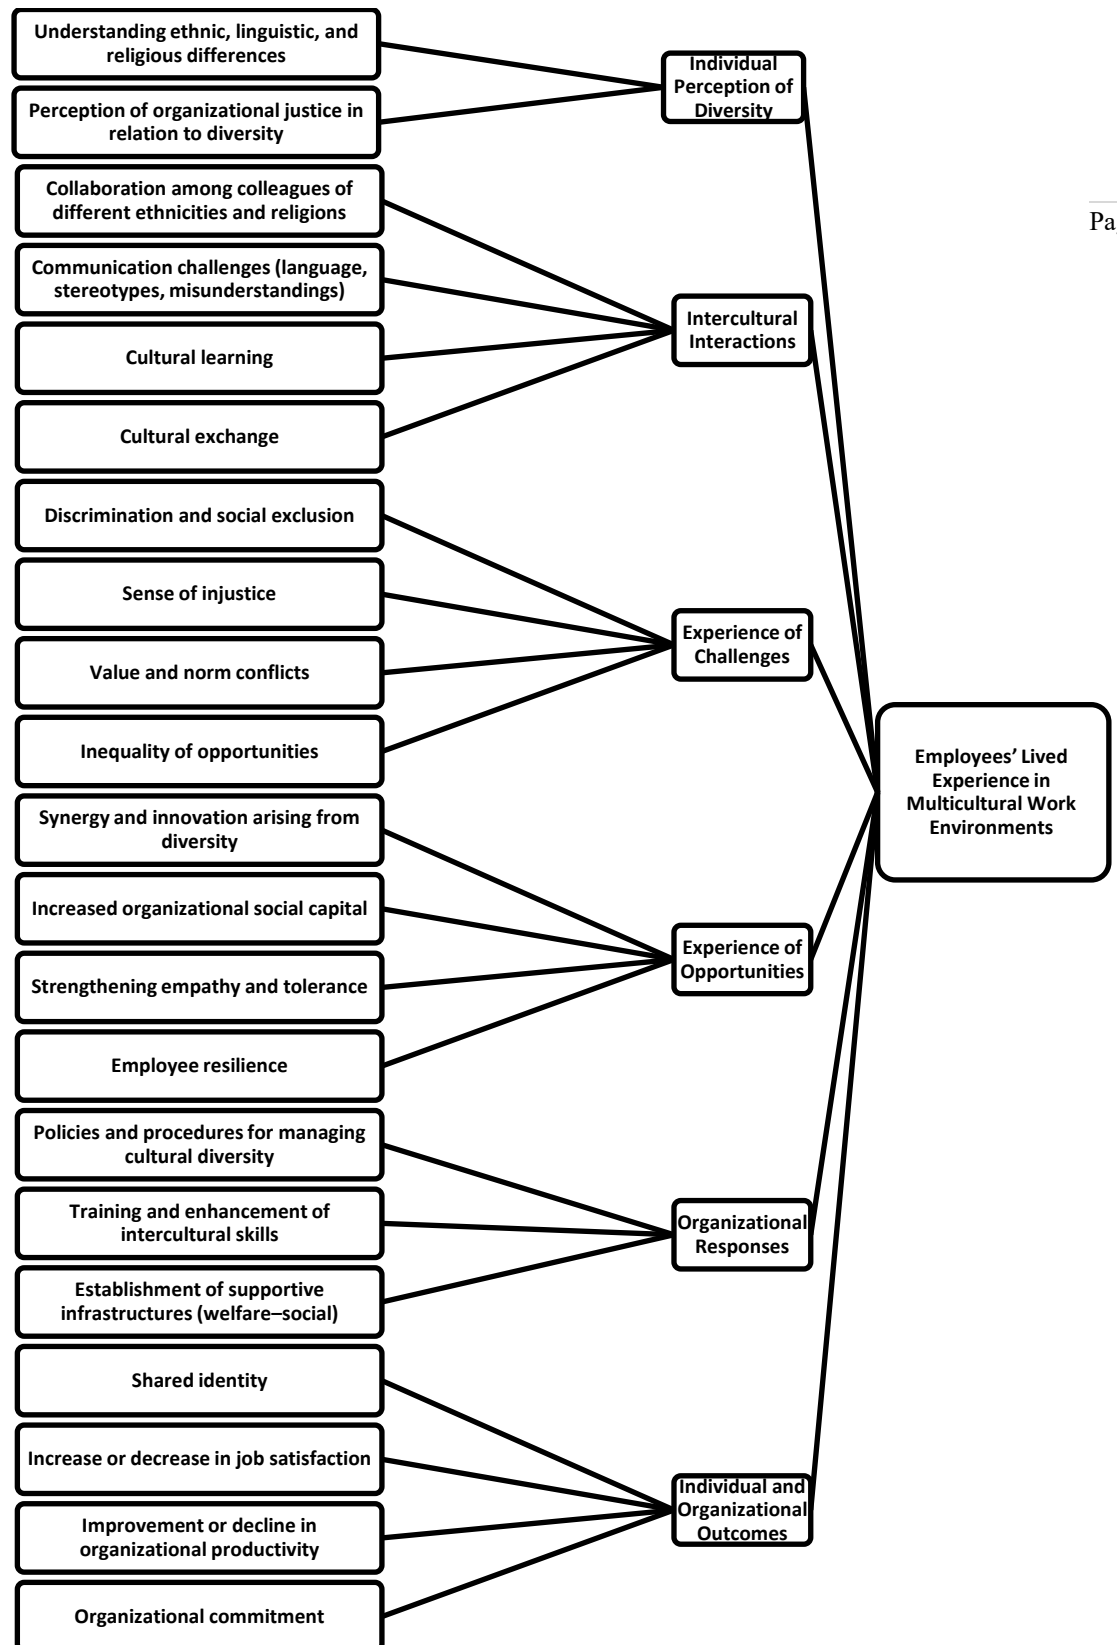 Understanding ethnic, linguistic, and
religious differences
Perception of organizational justice in
relation to diversity
Individual
Perception of
Diversity
Collaboration among colleagues of
different ethnicities and religions
Communication challenges (language,
stereotypes, misunderstandings)
Cultural learning
Cultural exchange
Intercultural
Interactions
Discrimination and social exclusion
Sense of injustice
Value and norm conflicts
Inequality of opportunities
Experience of
Challenges
Synergy and innovation arising from
diversity
Increased organizational social capital
Strengthening empathy and tolerance
Employee resilience
Experience of
Opportunities
Policies and procedures for managing
cultural diversity
Training and enhancement of
intercultural skills
Establishment of supportive
infrastructures (welfare–social)
Organizational
Responses
Shared identity
Increase or decrease in job satisfaction
Improvement or decline in
organizational productivity
Organizational commitment
Individual and
Organizational
Outcomes
Employees’ Lived
Experience in
Multicultural Work
Environments